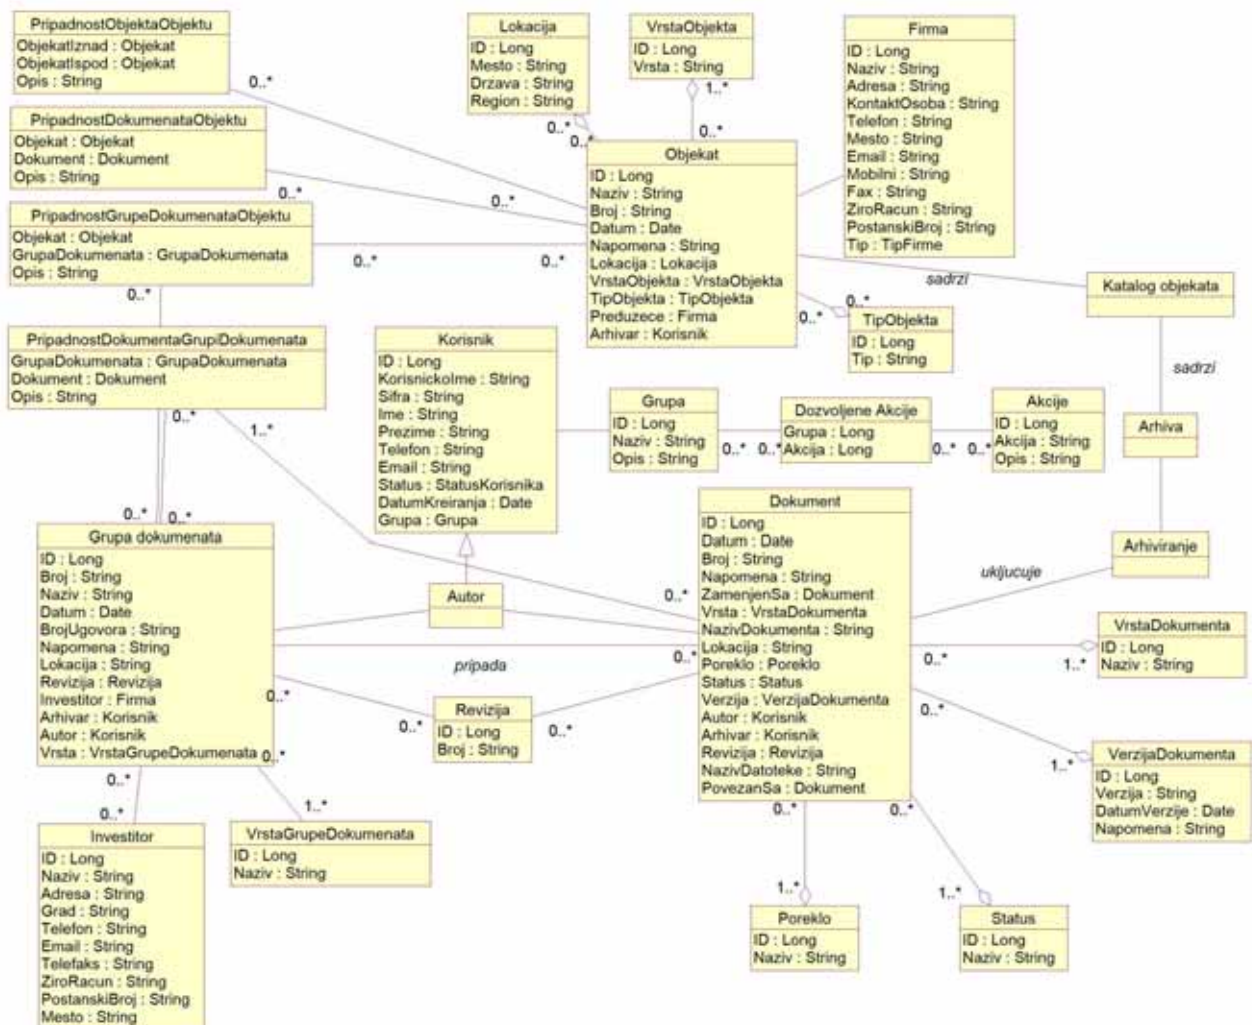 PripadnostObjektaObjektu
ObjekatIznad : Objekat
ObjekatIspod : Objekat
Opis : String
0..*
PripadnostDokumenataObjektu
Objekat : Objekat
Dokument : Dokument
Opis : String
0..*
0..*
PripadnostGrupeDokumenataObjektu
Objekat : Objekat
GrupaDokumenata : GrupaDokumenata
Opis : String
0..*
0..*
0..*
PripadnostDokumentaGrupiDokumenata
GrupaDokumenata : GrupaDokumenata
Dokument : Dokument
Opis : String
0..*
1..*
Lokacija
ID : Long
Mesto : String
Drzava : String
Region : String
0..*
0..*
VrstaObjekta
ID : Long
Vrsta : String
1..*
0..*
Objekat
ID : Long
Naziv : String
Broj : String
Datum : Date
Napomena : String
Lokacija : Lokacija
VrstaObjekta : VrstaObjekta
TipObjekta : TipObjekta
Preduzece : Firma
Arhivar : Korisnik
Firma
ID : Long
Naziv : String
Adresa : String
KontaktOsoba : String
Telefon : String
Mesto : String
Email : String
Mobilni : String
Fax : String
ZiroRacun : String
PostanskiBroj : String
Tip : TipFirme
sadrzi
Katalog objekata
0..*
0..*
TipObjekta
ID : Long
Tip : String
sadrzi
Arhiva
Arhiviranje
ukljucuje
Korisnik
ID : Long
KorisnickoIme : String
Sifra : String
Ime : String
Prezime : String
Telefon : String
Email : String
Status : StatusKorisnika
DatumKreiranja : Date
Grupa : Grupa
Grupa
ID : Long
Naziv : String
Opis : String
0..*
0..*
Dozvoljene Akcije
Grupa : Long
Akcija : Long
0..*
0..*
Akcije
ID : Long
Akcija : String
Opis : String
Autor
0..*
0..*
Grupa dokumenata
ID : Long
Broj : String
Naziv : String
Datum : Date
BrojUgovora : String
Napomena : String
Lokacija : String
Revizija : Revizija
Investitor : Firma
Arhivar : Korisnik
Autor : Korisnik
Vrsta : VrstaGrupeDokumenata
0..*
0..*
0..*
pripada
0..*
0..*
0..*
0..*
Revizija
ID : Long
Broj : String
Dokument
ID : Long
Datum : Date
Broj : String
Napomena : String
ZamenjenSa : Dokument
Vrsta : VrstaDokumenta
NazivDokumenta : String
Lokacija : String
Poreklo : Poreklo
Status : Status
Verzija : VerzijaDokumenta
Autor : Korisnik
Arhivar : Korisnik
Revizija : Revizija
NazivDatoteke : String
PovezanSa : Dokument
0..*
1..*
VrstaDokumenta
ID : Long
Naziv : String
0..*
1..*
VerzijaDokumenta
ID : Long
Verzija : String
DatumVerzije : Date
Napomena : String
0..*
0..*
1..*
1..*
Poreklo
ID : Long
Naziv : String
Status
ID : Long
Naziv : String
0..*
1..*
VrstaGrupeDokumenata
ID : Long
Naziv : String
Investitor
ID : Long
Naziv : String
Adresa : String
Grad : String
Telefon : String
Email : String
Telefaks : String
ZiroRacun : String
PostanskiBroj : String
Mesto : String